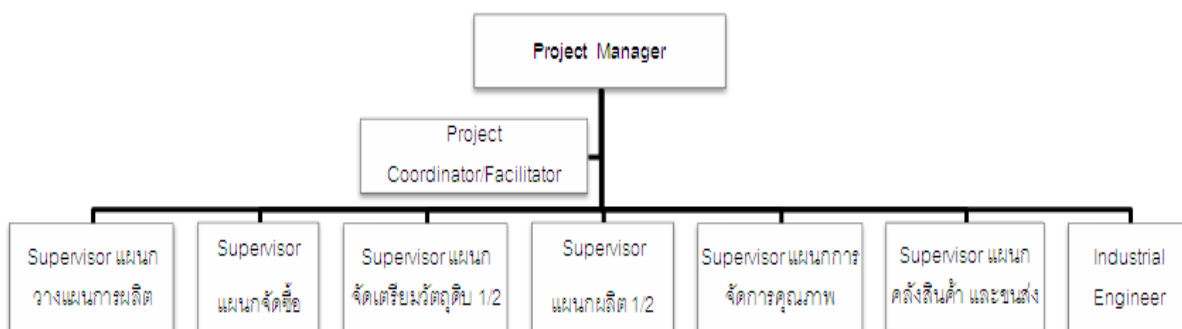 Project Manager
Project
Coordinator/Facilitator
Supervisor แผนก
วางแผนการผลิต
Supervisor
แผนกจัดซื้อ
Supervisor แผนก
จัดเตรียมวัตถุดิบ 1/2
Supervisor
แผนกผลิต 1/2
Supervisor แผนกการ
จัดการคุณภาพ
Supervisor แผนก
คลังสินค้า และขนส่ง
Industrial
Engineer